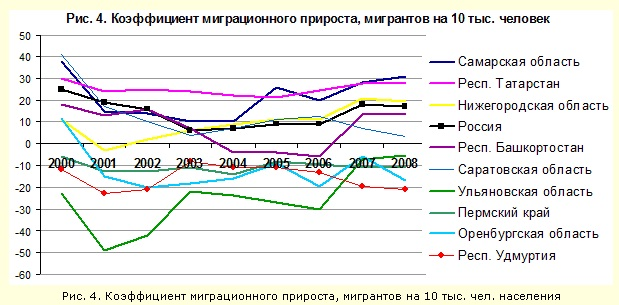 Рис. 4. Коэффициент миграционного прироста, мигрантов на 10 тыс. человек
50
40
30
20
10
0
-10
-20
-30
-40
-50
-60
2000 2001 2002 2003 2004 2005 2006 2007 2008
Самарская область
Респ. Татарстан
Нижегородская область
Россия
Респ. Башкортостан
Саратовская область
Ульяновская область
Пермский край
Оренбургская область
Респ. Удмуртия
Рис. 4. Коэффициент миграционного прироста, мигрантов на 10 тыс. чел. населения